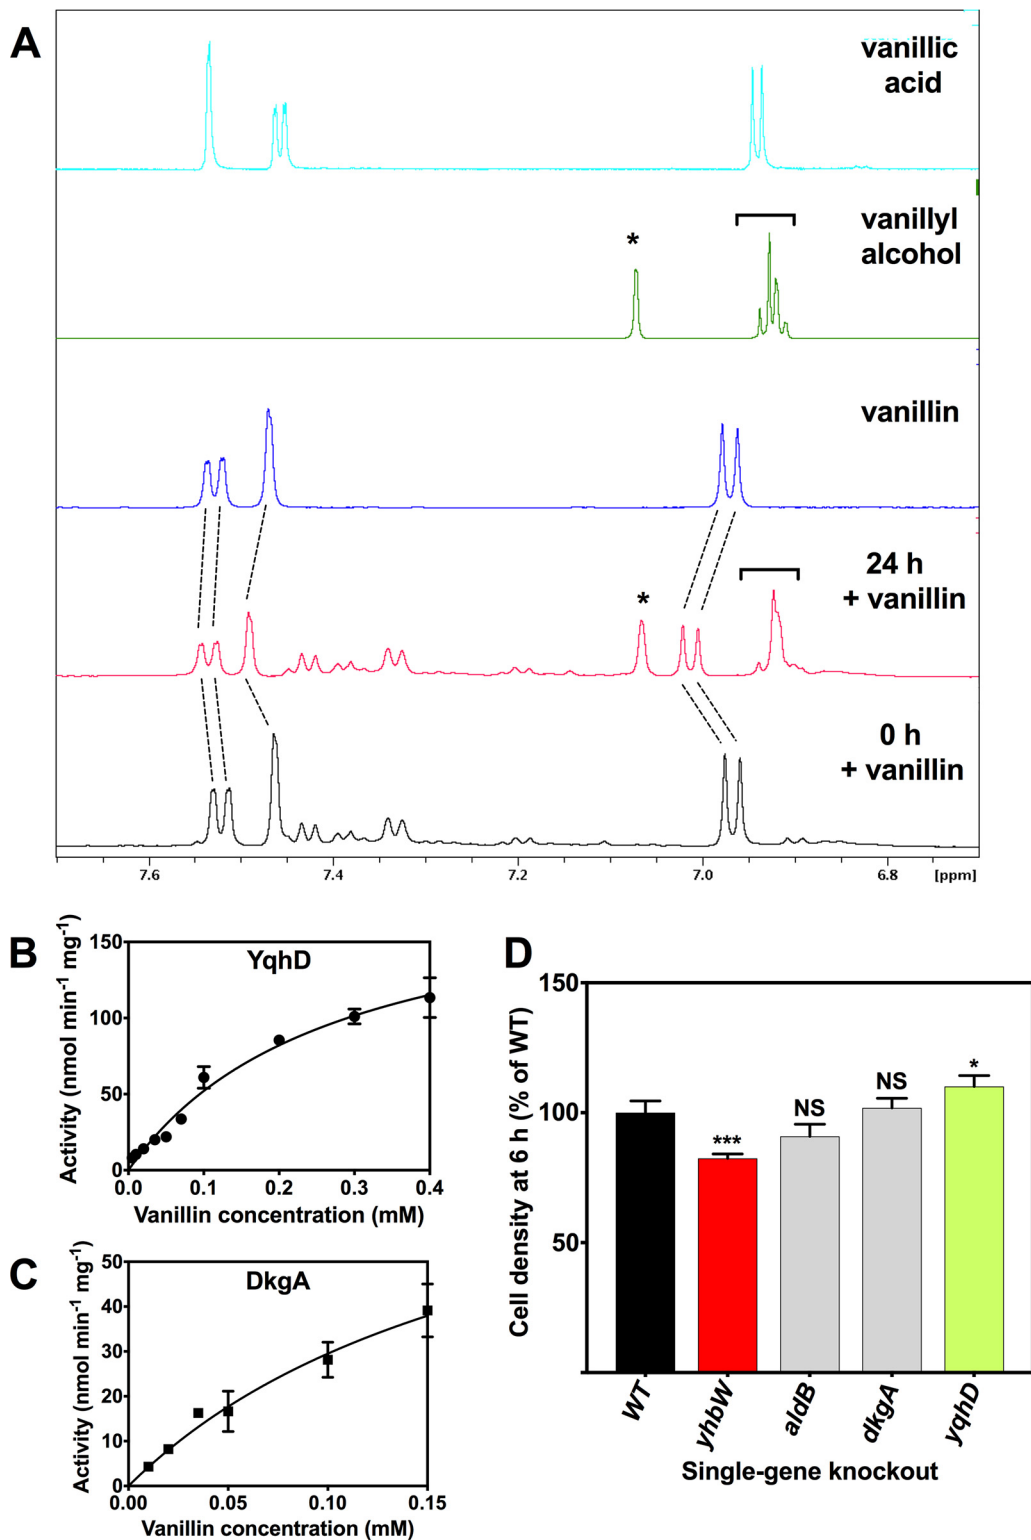 A
vanillic
acid
vanillyl
alcohol
*
vanillin
24 h
+ vanillin
*
0 h
+ vanillin
7.6 7.4 7.2 7.0 6.8 [ppm]
B
YqhD
Activity (nmol min⁻¹ mg⁻¹)
150
100
50
0
0.0 0.1 0.2 0.3 0.4
Vanillin concentration (mM)
C
DkgA
Activity (nmol min⁻¹ mg⁻¹)
50
40
30
20
10
0
0.00 0.05 0.10 0.15
Vanillin concentration (mM)
D
Cell density at 6 h (% of WT)
150
100
50
*** NS NS *
WT yhbW aldB dkgA yqhD
Single-gene knockout